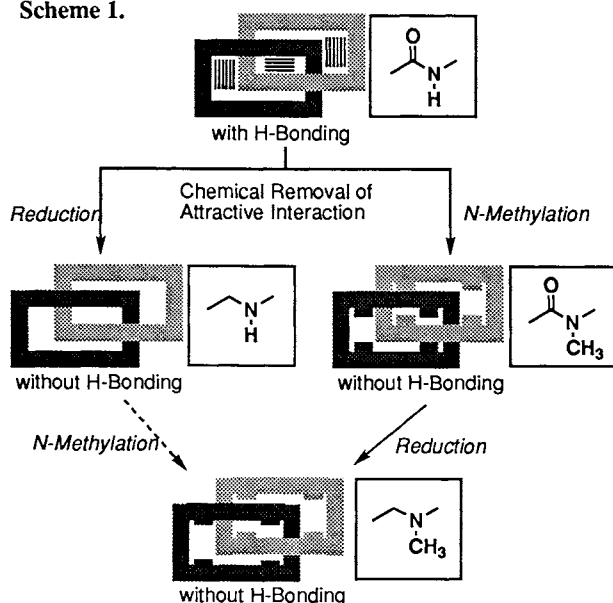 Scheme 1.
O
N
H
with H-Bonding
Chemical Removal of
Attractive Interaction
Reduction
N-Methylation
N
H
O
N
CH3
without H-Bonding
without H-Bonding
N-Methylation
Reduction
N
CH3
without H-Bonding